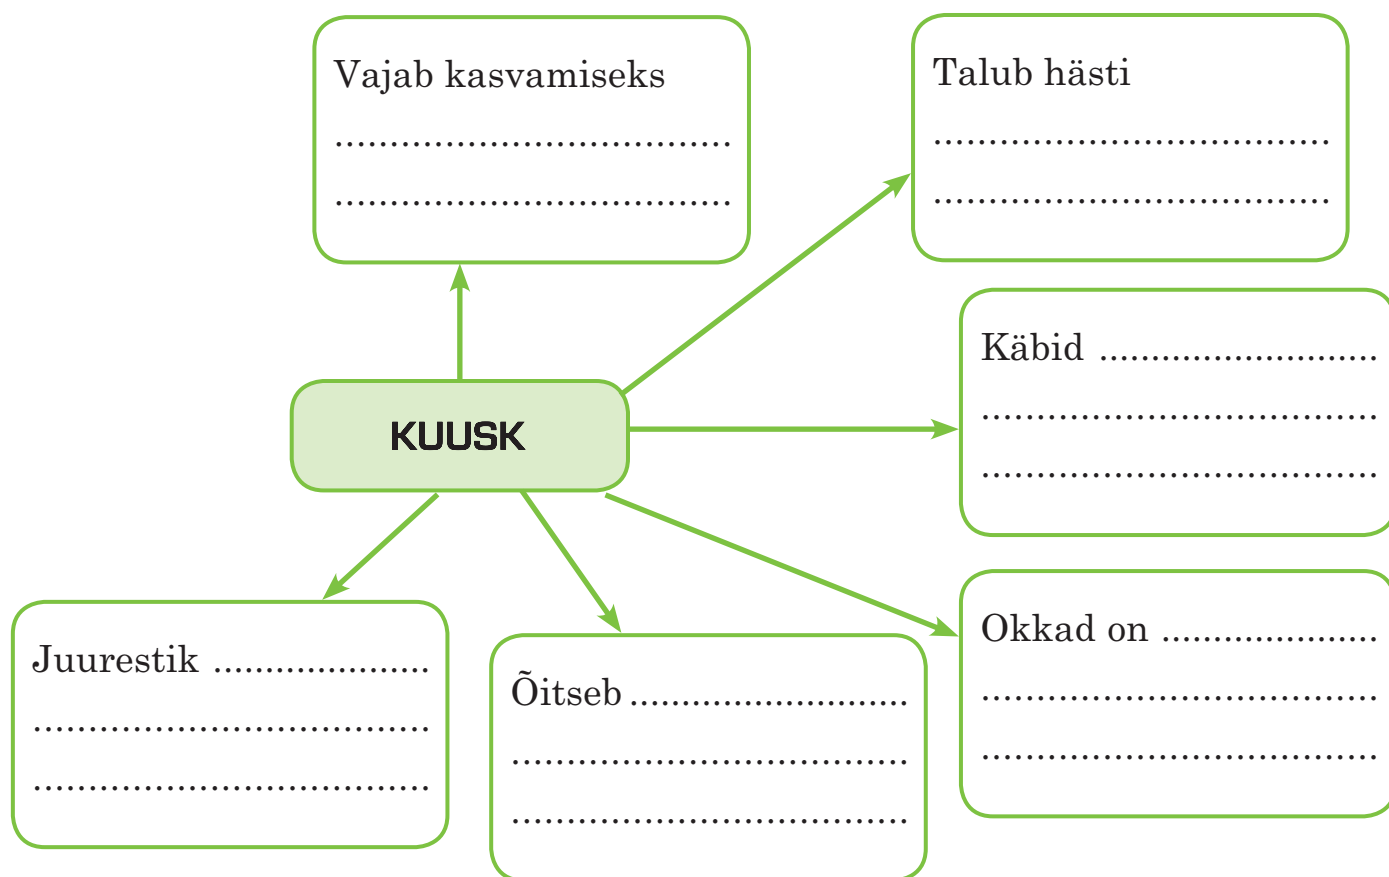 Vajab kasvamiseks
....................................
....................................
Talub hästi
....................................
....................................
Käbid ...........................
....................................
....................................
KUUSK
Okkad on ....................
....................................
....................................
Juurestik ....................
....................................
....................................
Õitseb ..........................
....................................
....................................